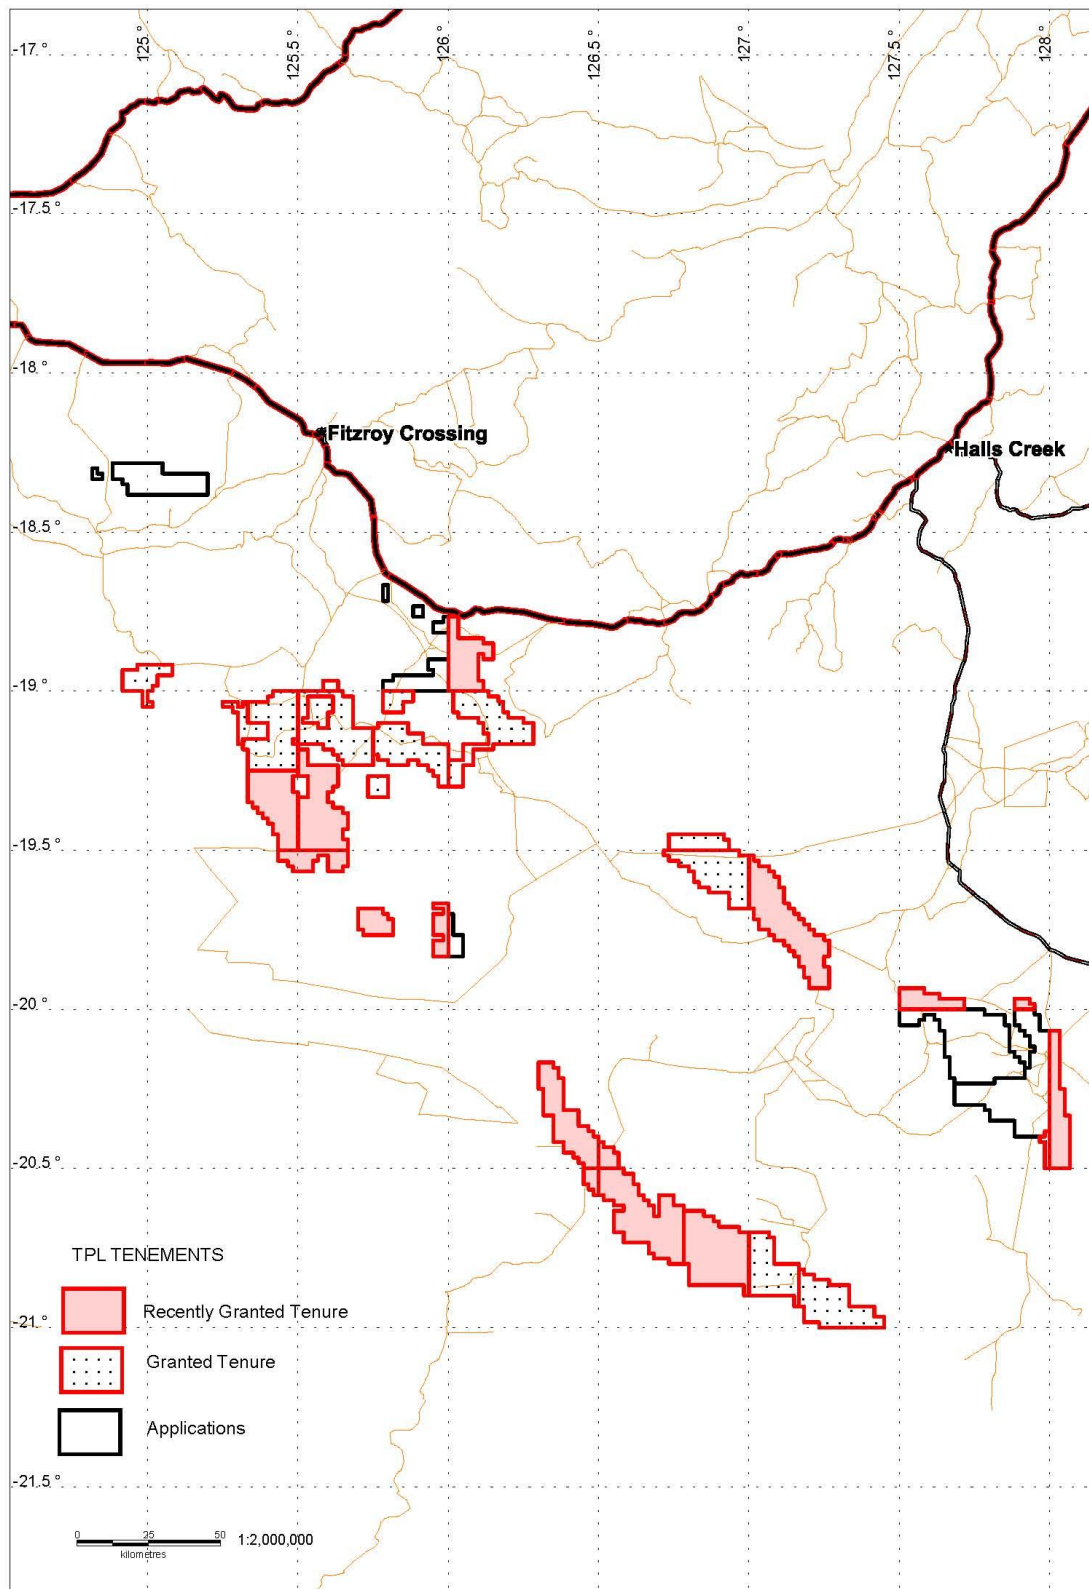 125.°
125.5°
126.°
126.5°
127.°
127.5°
128.°
-17.°
-17.5°
-18.°
Fitzroy Crossing
Halls Creek
-18.5°
-19.°
-19.5°
-20.°
-20.5°
-21.°
-21.5°
TPL TENEMENTS
Recently Granted Tenure
Granted Tenure
Applications
0 25 50
kilometres
1:2,000,000